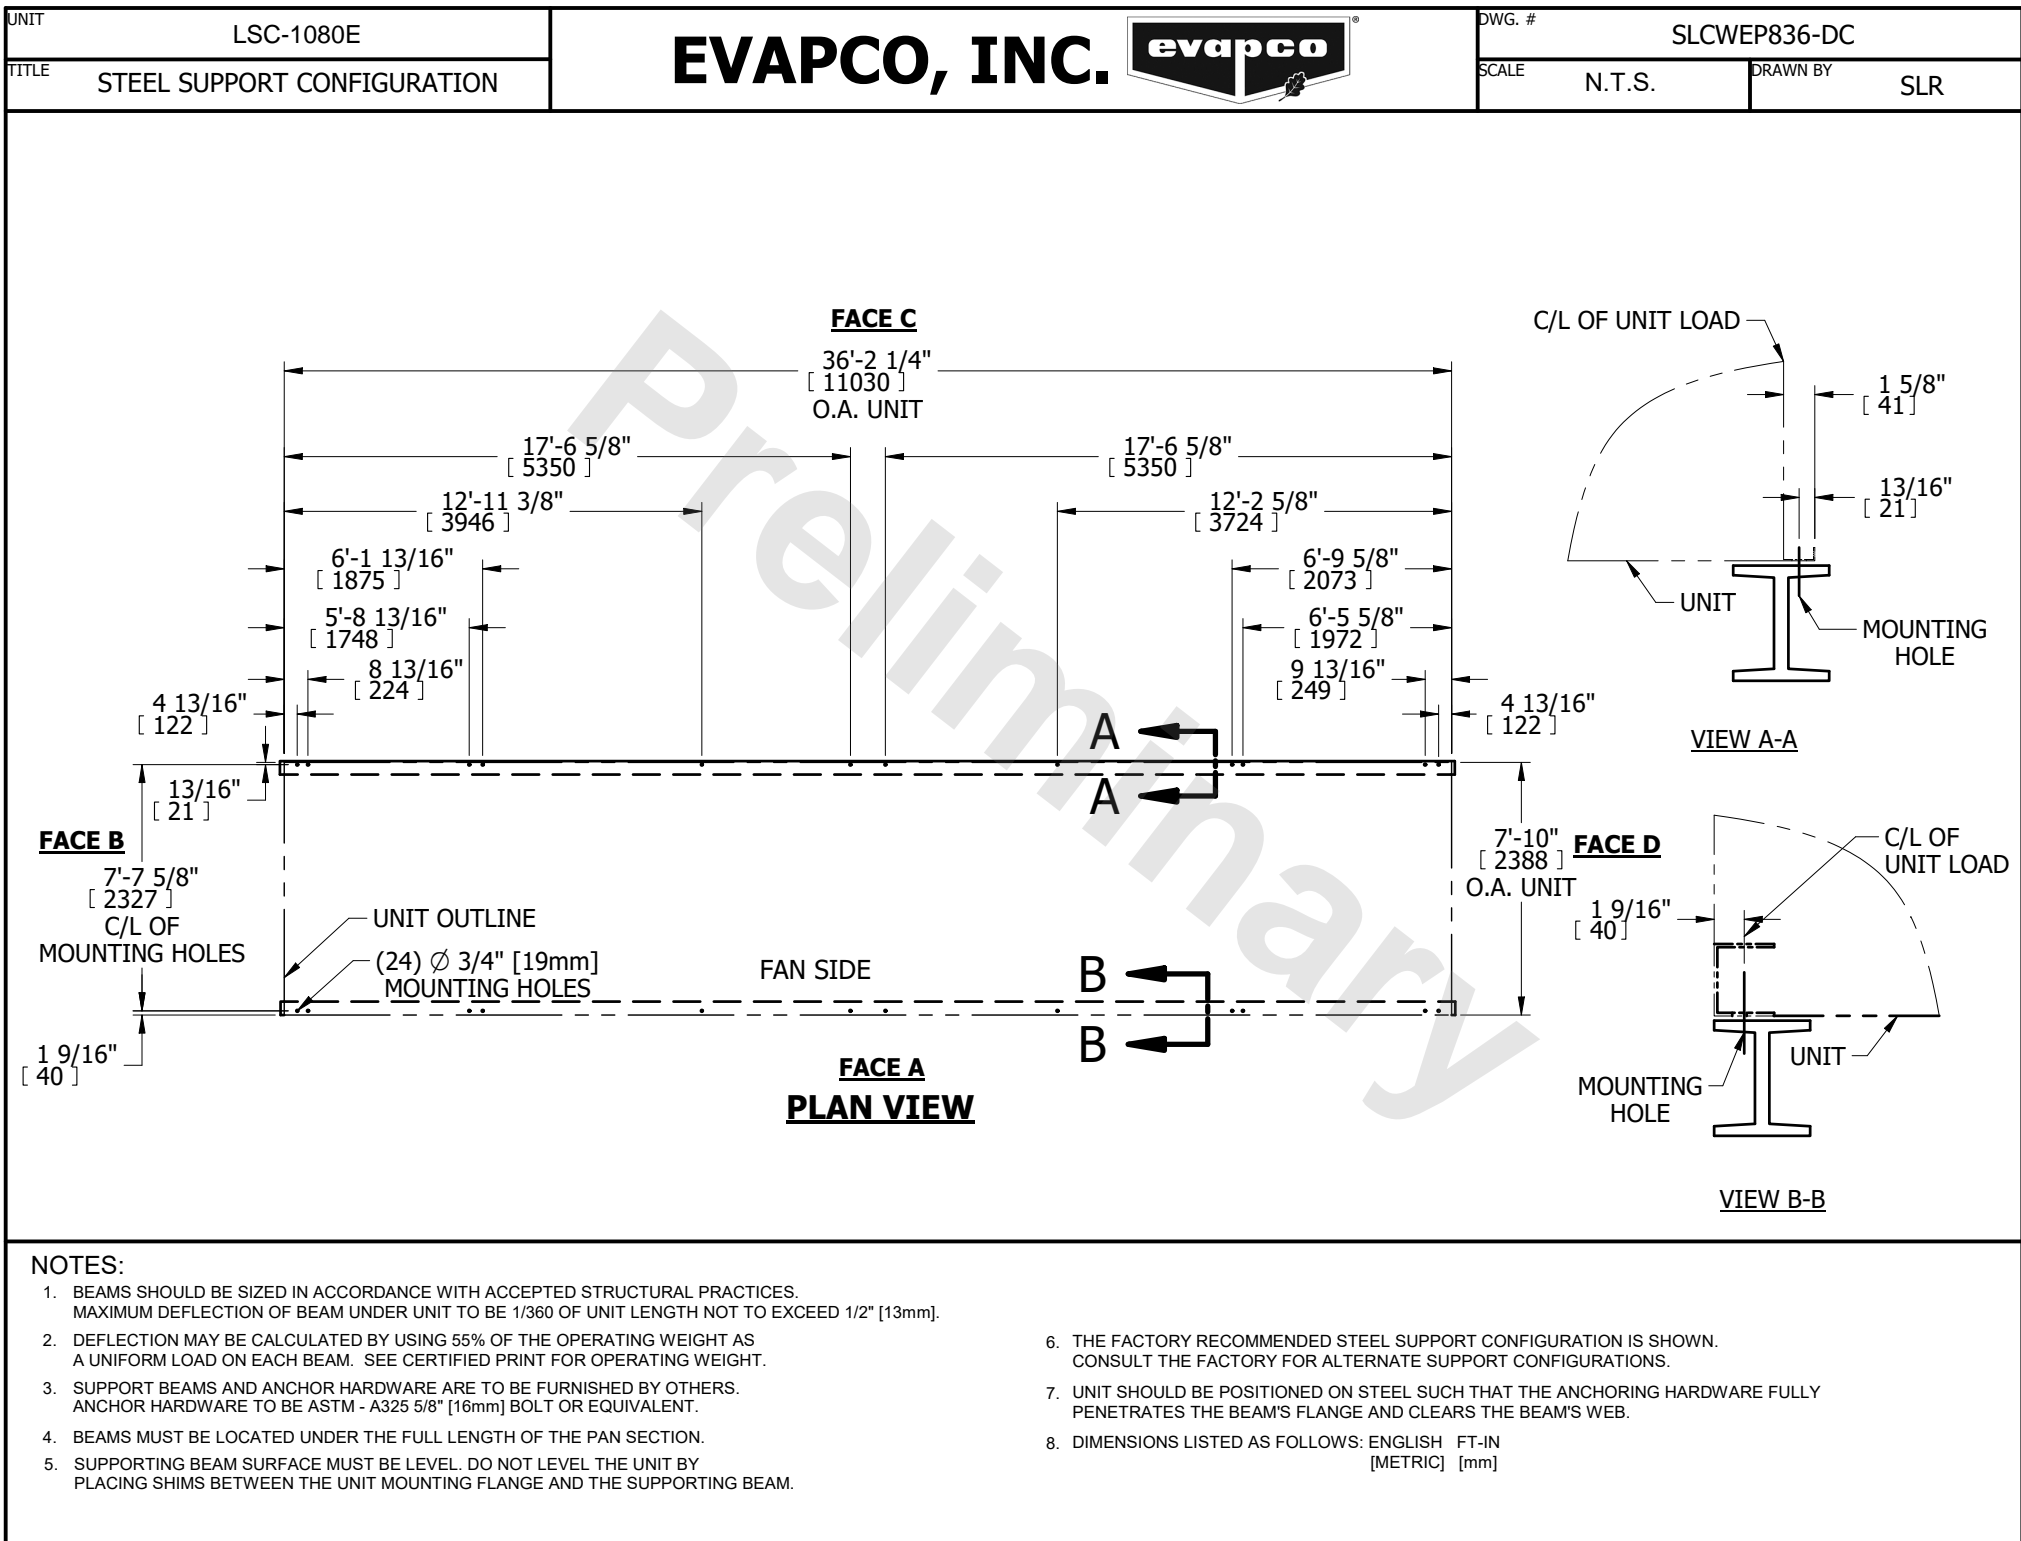 UNIT
LSC-1080E
TITLE
STEEL SUPPORT CONFIGURATION
EVAPCO, INC.
evapco
®
DWG. #
SLCWEP836-DC
SCALE
N.T.S.
DRAWN BY
SLR
Preliminary
FACE C
36'-2 1/4"
[ 11030 ]
O.A. UNIT
17'-6 5/8"
[ 5350 ]
17'-6 5/8"
[ 5350 ]
12'-11 3/8"
[ 3946 ]
12'-2 5/8"
[ 3724 ]
6'-1 13/16"
[ 1875 ]
6'-9 5/8"
[ 2073 ]
5'-8 13/16"
[ 1748 ]
6'-5 5/8"
[ 1972 ]
8 13/16"
[ 224 ]
9 13/16"
[ 249 ]
4 13/16"
[ 122 ]
4 13/16"
[ 122 ]
A
A
13/16"
[ 21 ]
FACE B
7'-7 5/8"
[ 2327 ]
C/L OF
MOUNTING HOLES
7'-10"
[ 2388 ]
O.A. UNIT
FACE D
UNIT OUTLINE
(24) ∅ 3/4" [19mm]
MOUNTING HOLES
FAN SIDE
B
B
1 9/16"
[ 40 ]
FACE A
PLAN VIEW
C/L OF UNIT LOAD
1 5/8"
[ 41 ]
13/16"
[ 21 ]
UNIT
MOUNTING
HOLE
VIEW A-A
C/L OF
UNIT LOAD
1 9/16"
[ 40 ]
UNIT
MOUNTING
HOLE
VIEW B-B
NOTES:
1. BEAMS SHOULD BE SIZED IN ACCORDANCE WITH ACCEPTED STRUCTURAL PRACTICES.
MAXIMUM DEFLECTION OF BEAM UNDER UNIT TO BE 1/360 OF UNIT LENGTH NOT TO EXCEED 1/2" [13mm].
2. DEFLECTION MAY BE CALCULATED BY USING 55% OF THE OPERATING WEIGHT AS
A UNIFORM LOAD ON EACH BEAM. SEE CERTIFIED PRINT FOR OPERATING WEIGHT.
3. SUPPORT BEAMS AND ANCHOR HARDWARE ARE TO BE FURNISHED BY OTHERS.
ANCHOR HARDWARE TO BE ASTM - A325 5/8" [16mm] BOLT OR EQUIVALENT.
4. BEAMS MUST BE LOCATED UNDER THE FULL LENGTH OF THE PAN SECTION.
5. SUPPORTING BEAM SURFACE MUST BE LEVEL. DO NOT LEVEL THE UNIT BY
PLACING SHIMS BETWEEN THE UNIT MOUNTING FLANGE AND THE SUPPORTING BEAM.
6. THE FACTORY RECOMMENDED STEEL SUPPORT CONFIGURATION IS SHOWN.
CONSULT THE FACTORY FOR ALTERNATE SUPPORT CONFIGURATIONS.
7. UNIT SHOULD BE POSITIONED ON STEEL SUCH THAT THE ANCHORING HARDWARE FULLY
PENETRATES THE BEAM'S FLANGE AND CLEARS THE BEAM'S WEB.
8. DIMENSIONS LISTED AS FOLLOWS: ENGLISH FT-IN
[METRIC] [mm]